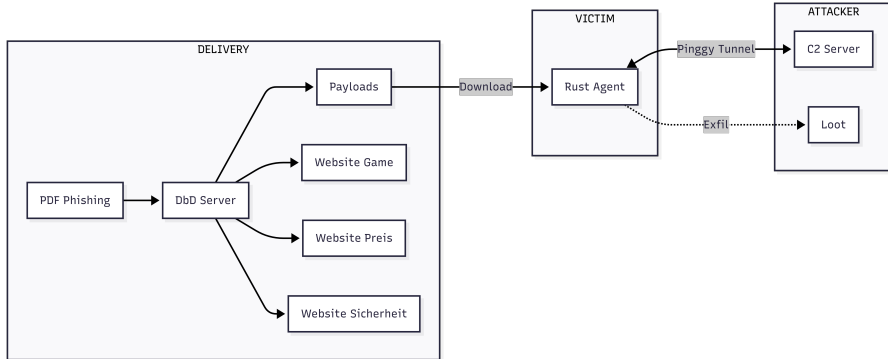 DELIVERY
PDF Phishing
DbD Server
Payloads
Website Game
Website Preis
Website Sicherheit
Download
VICTIM
Rust Agent
Pinggy Tunnel
Exfil
ATTACKER
C2 Server
Loot